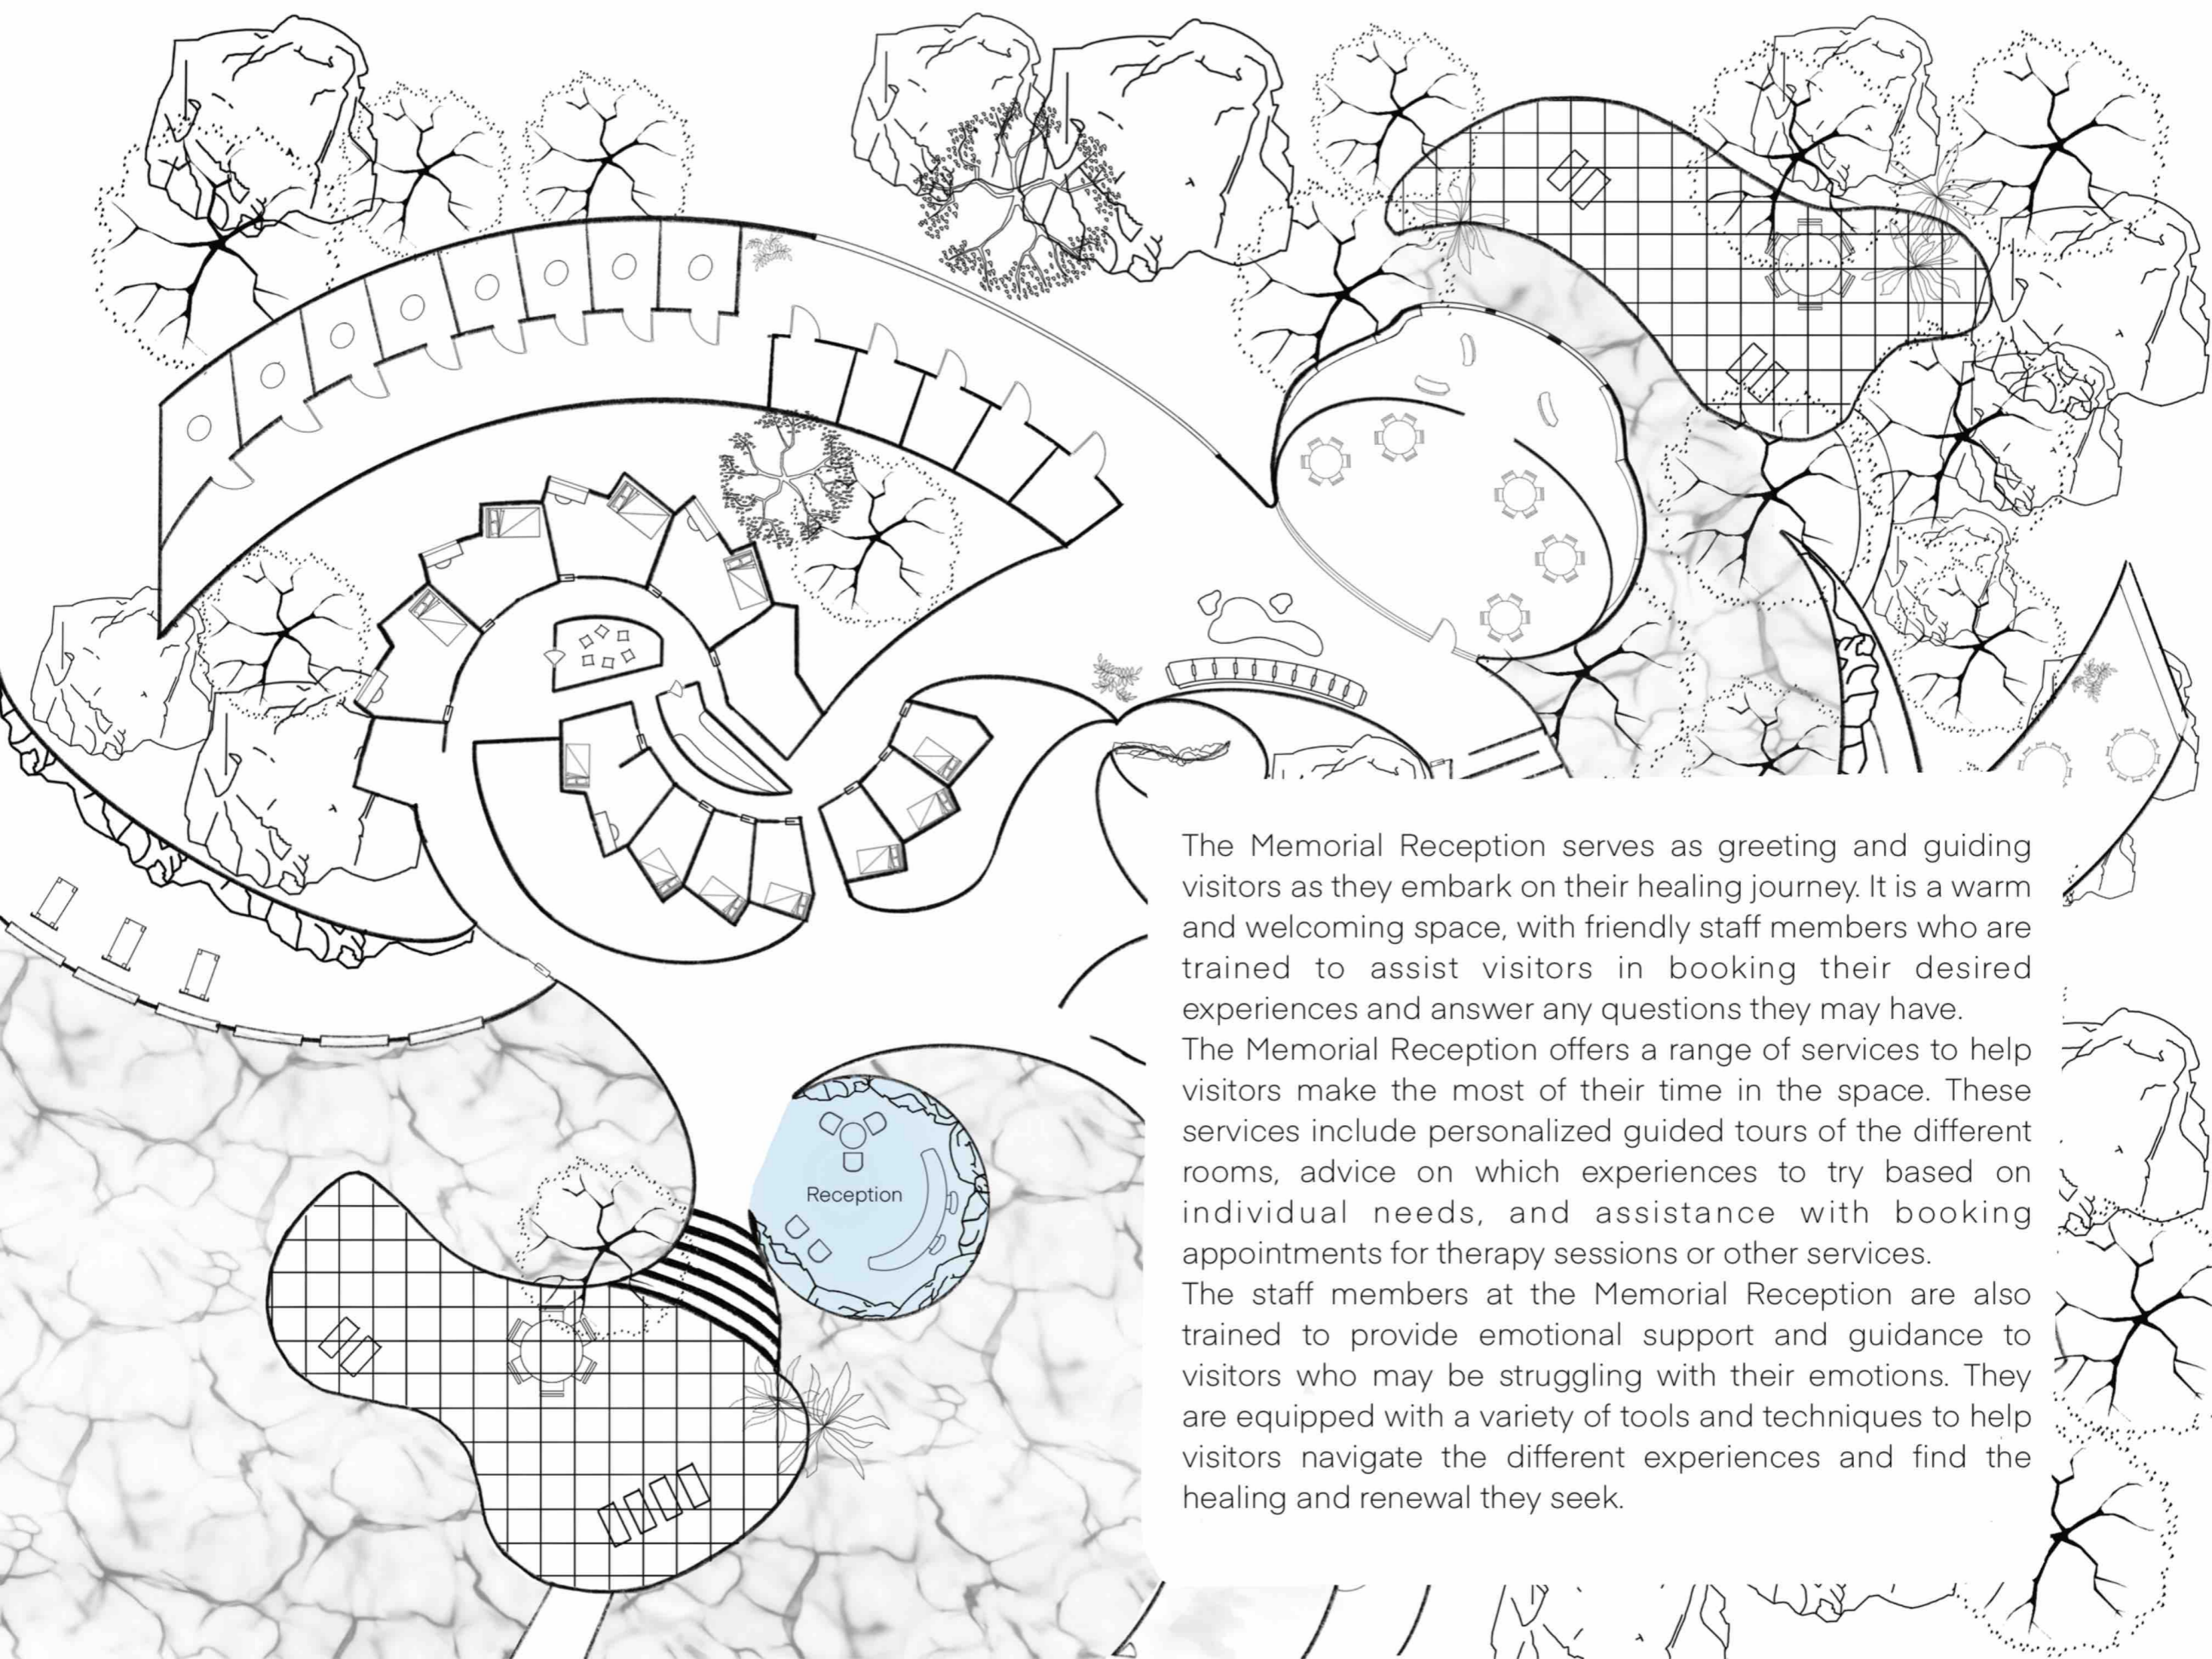 Reception
The Memorial Reception serves as greeting and guiding
visitors as they embark on their healing journey. It is a warm
and welcoming space, with friendly staff members who are
trained to assist visitors in booking their desired
experiences and answer any questions they may have.
The Memorial Reception offers a range of services to help
visitors make the most of their time in the space. These
services include personalized guided tours of the different
rooms, advice on which experiences to try based on
individual needs, and assistance with booking
appointments for therapy sessions or other services.
The staff members at the Memorial Reception are also
trained to provide emotional support and guidance to
visitors who may be struggling with their emotions. They
are equipped with a variety of tools and techniques to help
visitors navigate the different experiences and find the
healing and renewal they seek.